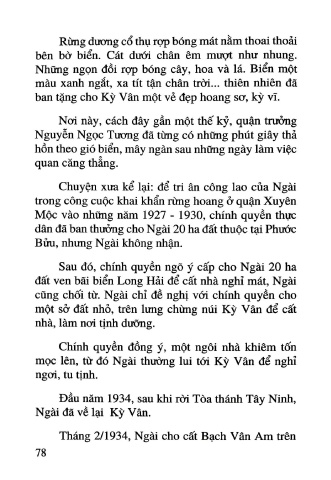 Rừng dương cổ thụ rợp bóng mát nằm thoai thoải
bên bờ biển. Cát dưới chân êm mượt như nhung.
Những ngọn đồi rợp bóng cây, hoa và lá. Biển một
màu xanh ngắt, xa tít tận chân trời... thiên nhiên đã
ban tặng cho Kỳ Vân một vẻ đẹp hoang sơ, kỳ vĩ.
Nơi này, cách đây gần một thế kỷ, quận trưởng
Nguyễn Ngọc Tương đã từng có những phút giây thả
hồn theo gió biển, mây ngàn sau những ngày làm việc
quan căng thẳng.
Chuyện xưa kể lại: để tri ân công lao của Ngài
trong công cuộc khai khẩn rừng hoang ở quận Xuyên
Mộc vào những năm 1927 - 1930, chính quyền thực
dân đã ban thưởng cho Ngài 20 ha đất thuộc tại Phước
Bửu, nhưng Ngài không nhận.
Sau đó, chính quyền ngõ ý cấp cho Ngài 20 ha
đất ven bãi biển Long Hải để cất nhà nghỉ mát, Ngài
cũng chối từ. Ngài chỉ đề nghị với chính quyền cho
một sở đất nhỏ, trên lưng chừng núi Kỳ Vân để cất
nhà, làm nơi tịnh dưỡng.
Chính quyền đồng ý, một ngôi nhà khiêm tốn
mọc lên, từ đó Ngài thường lui tới Kỳ Vân để nghỉ
ngơi, tu tịnh.
Đầu năm 1934, sau khi rời Tòa thánh Tây Ninh,
Ngài đã về lại Kỳ Vân.
Tháng 2/1934, Ngài cho cất Bạch Vân Am trên
78